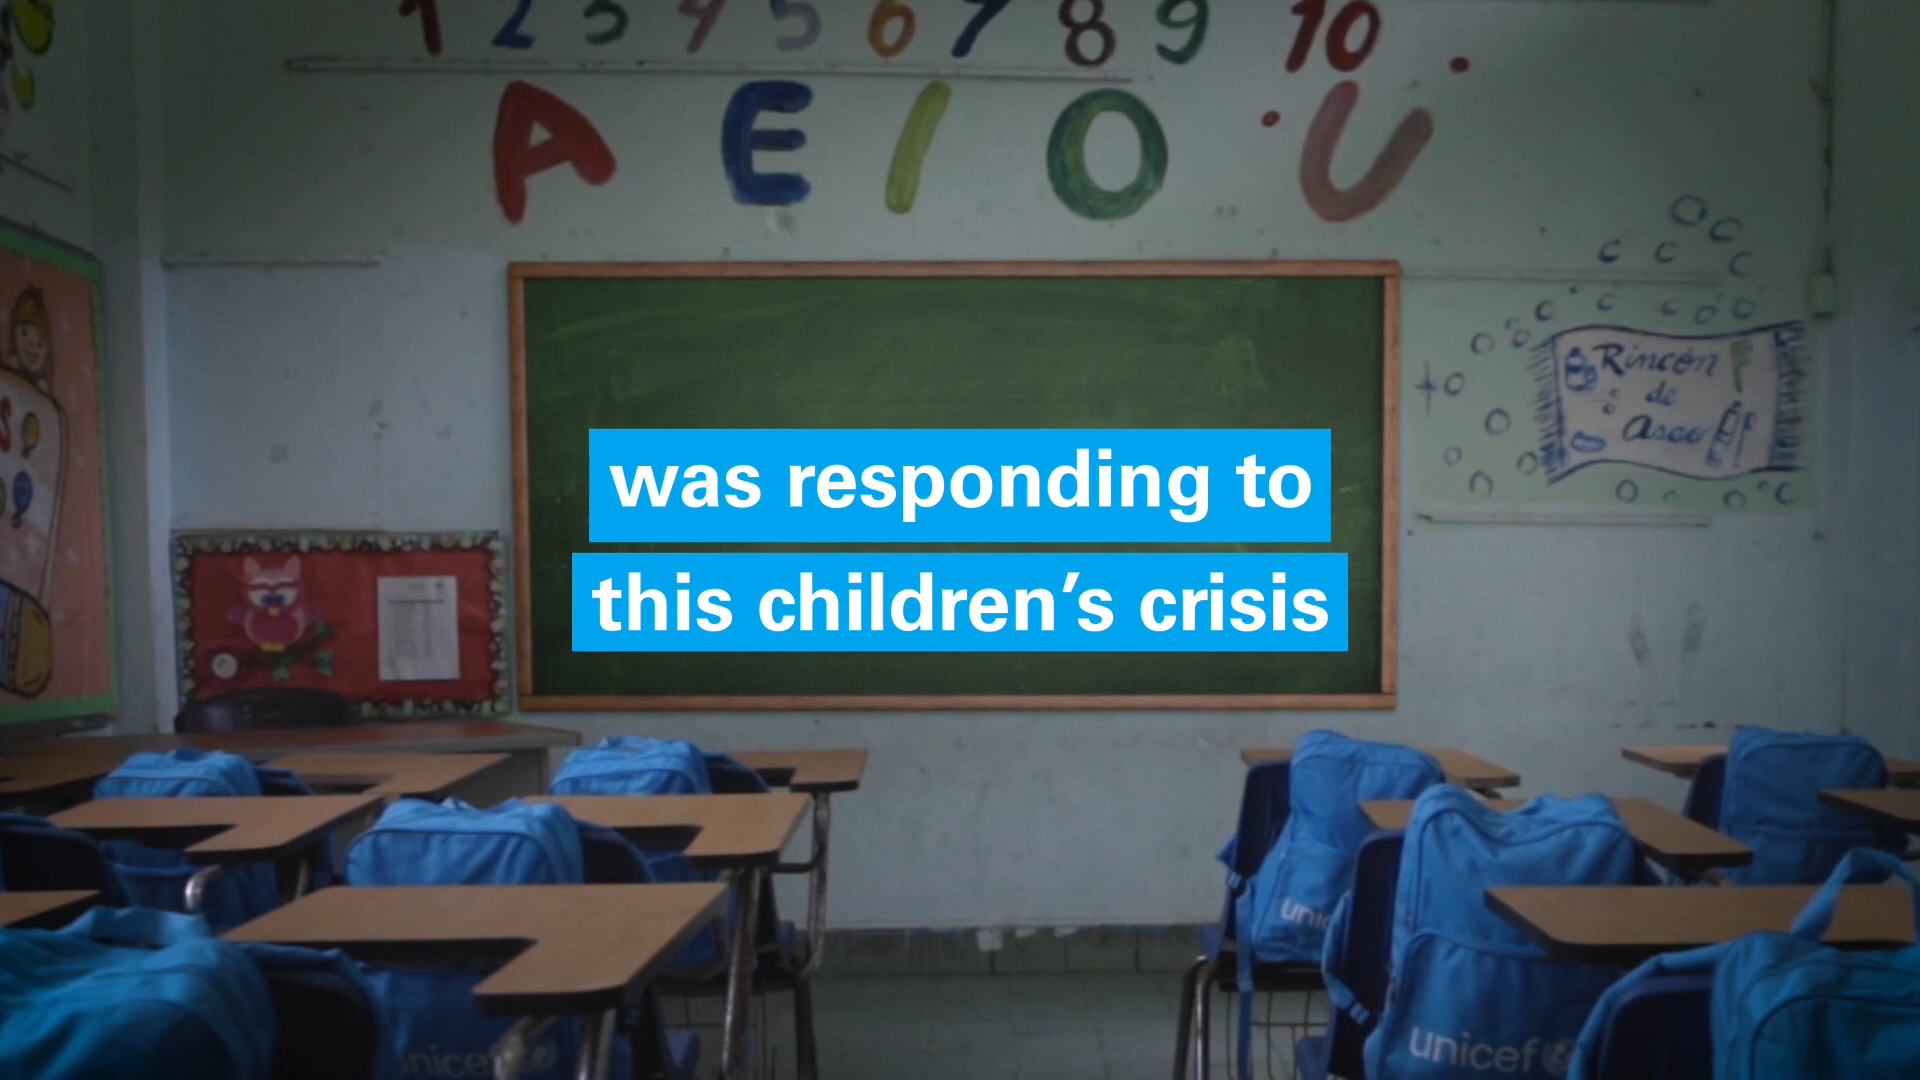 1 2 3 4 5 6 7 8 9 10
A E I O U
Rincón
de
Aseo
was responding to
this children’s crisis
unic
unicef
unicef